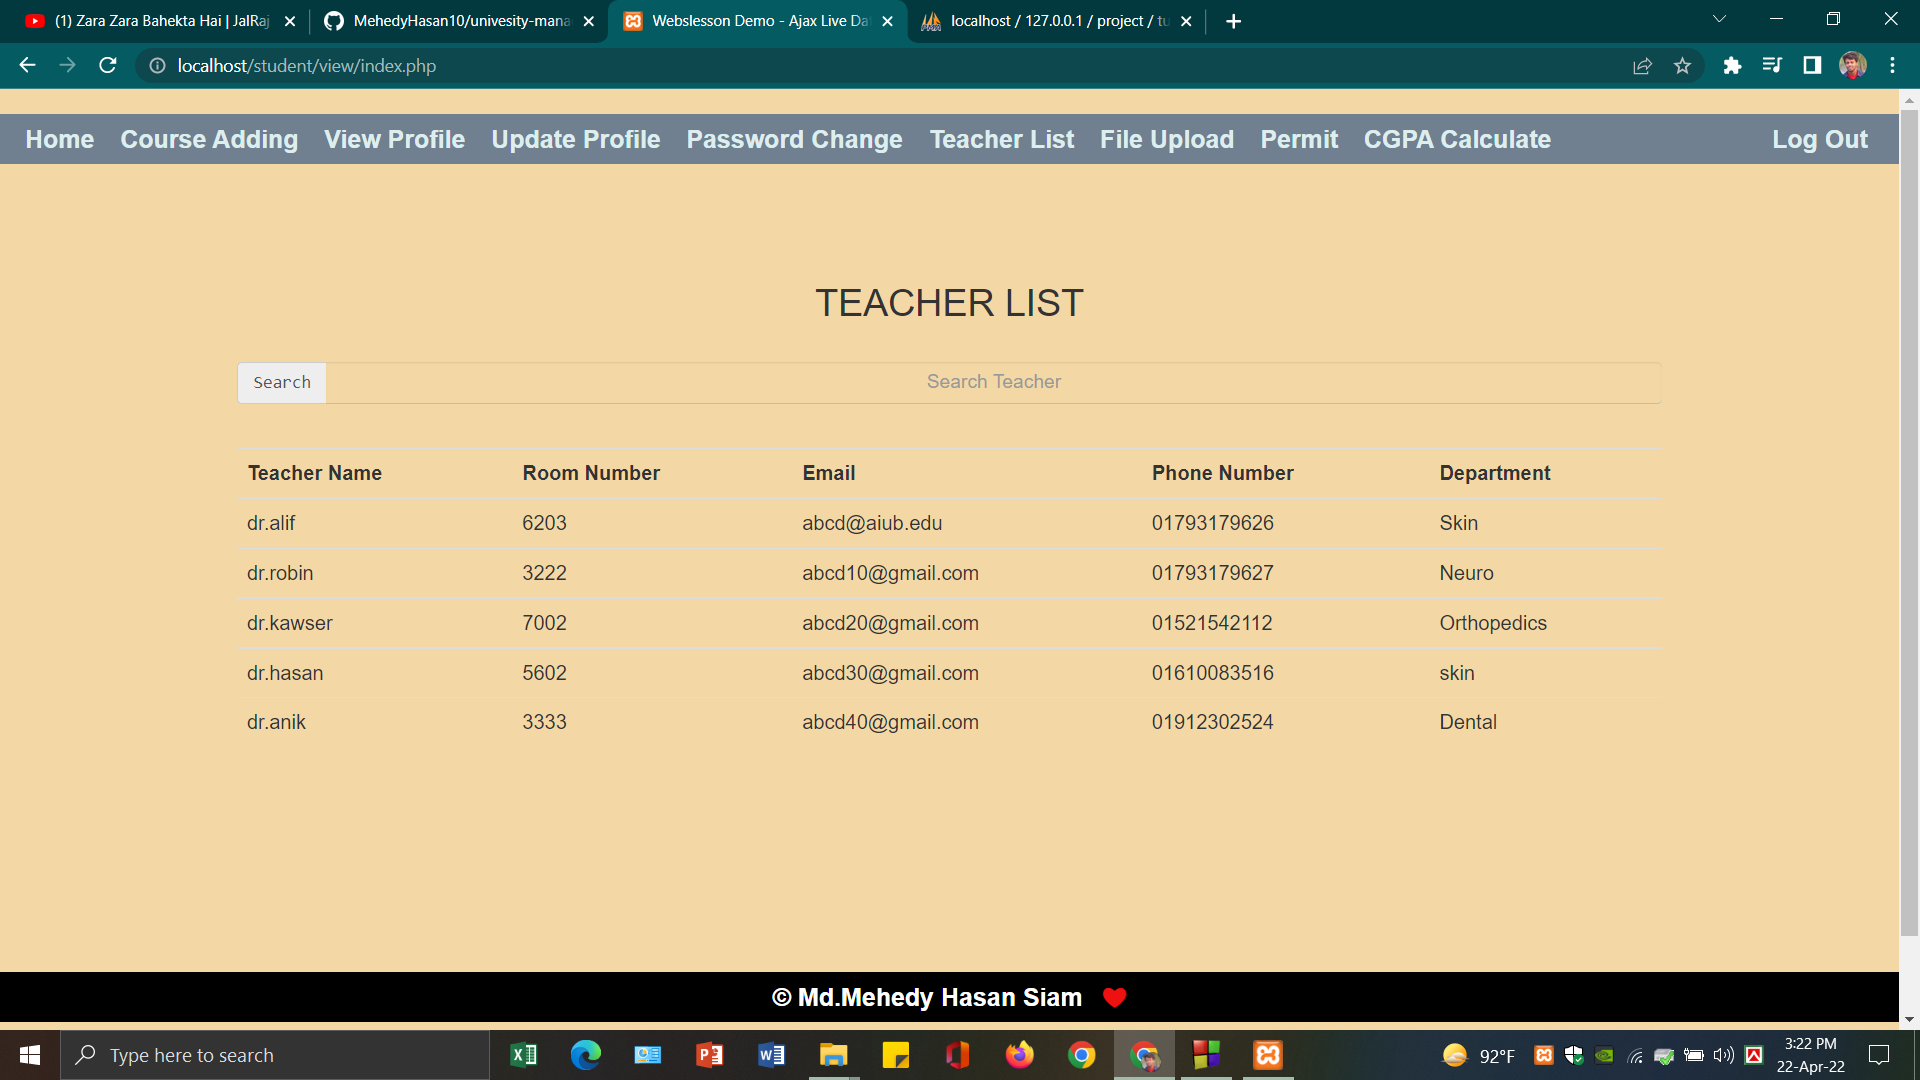 (1) Zara Zara Bahekta Hai | JalRaj
MehedyHasan10/univesity-mana
Webslesson Demo - Ajax Live Da
localhost / 127.0.0.1 / project / tu
localhost/student/view/index.php
Home Course Adding View Profile Update Profile Password Change Teacher List File Upload Permit CGPA Calculate Log Out
TEACHER LIST
Search Search Teacher
Teacher Name Room Number Email Phone Number Department
dr.alif 6203 abcd@aiub.edu 01793179626 Skin
dr.robin 3222 abcd10@gmail.com 01793179627 Neuro
dr.kawser 7002 abcd20@gmail.com 01521542112 Orthopedics
dr.hasan 5602 abcd30@gmail.com 01610083516 skin
dr.anik 3333 abcd40@gmail.com 01912302524 Dental
© Md.Mehedy Hasan Siam ❤
Type here to search
92°F
3:22 PM
22-Apr-22